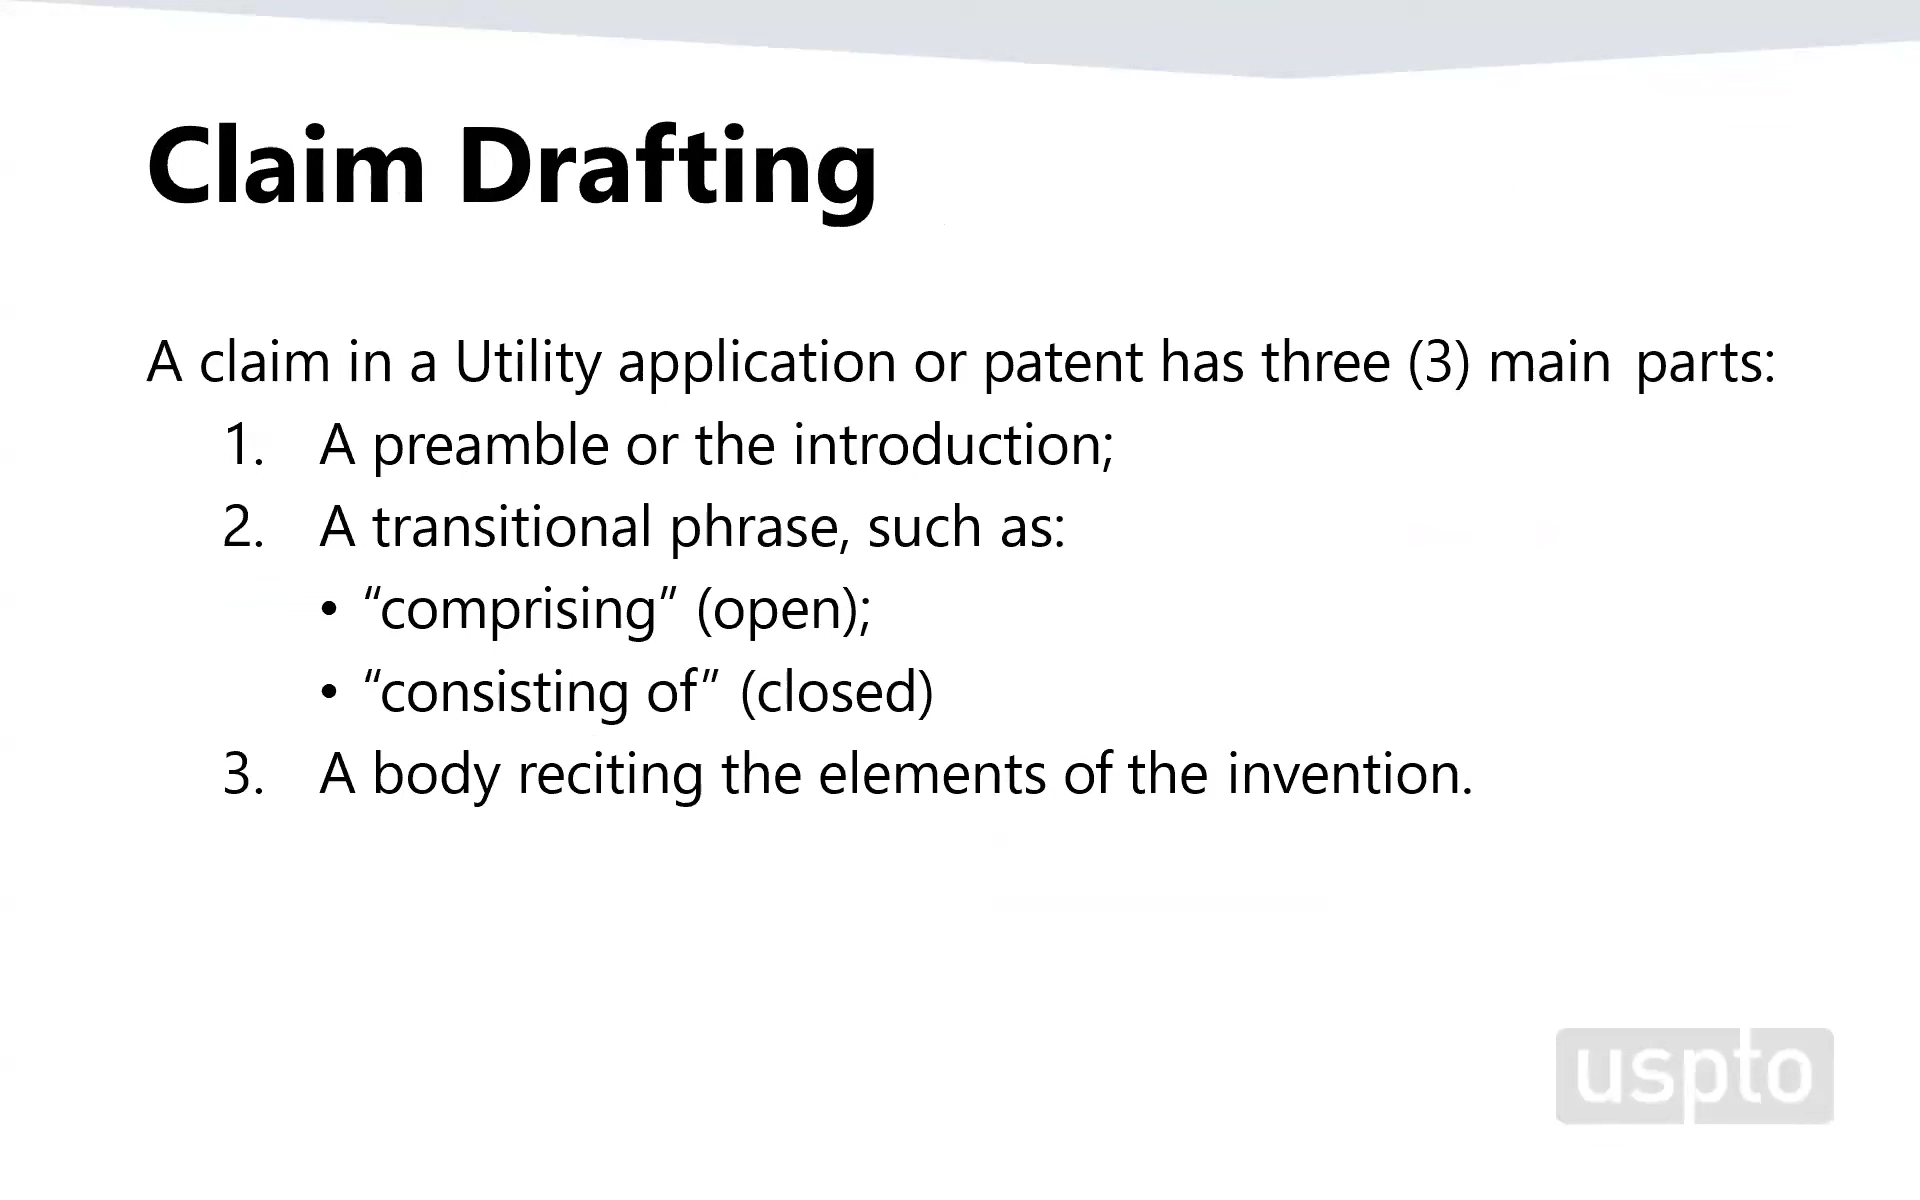 Claim Drafting
A claim in a Utility application or patent has three (3) main parts:
1. A preamble or the introduction;
2. A transitional phrase, such as:
• “comprising” (open);
• “consisting of” (closed)
3. A body reciting the elements of the invention.
uspto